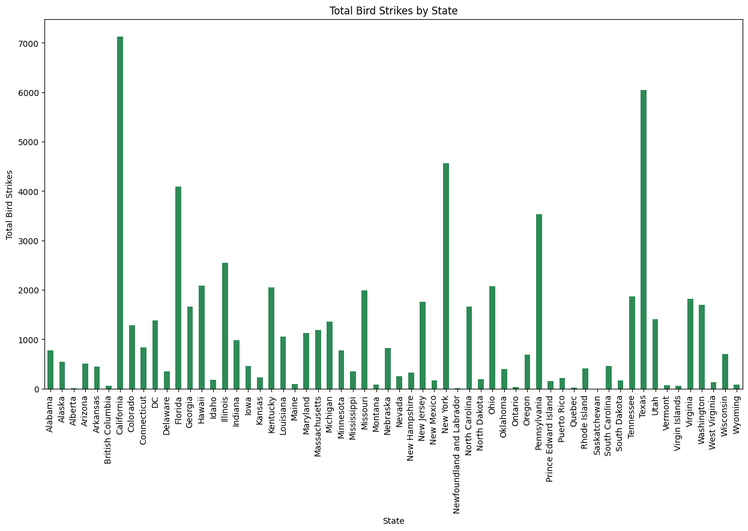 Total Bird Strikes by State
Total Bird Strikes
7000
6000
5000
4000
3000
2000
1000
0
Alabama
Alaska
Alberta
Arizona
Arkansas
British Columbia
California
Colorado
Connecticut
DC
Delaware
Florida
Georgia
Hawaii
Idaho
Illinois
Indiana
Iowa
Kansas
Kentucky
Louisiana
Maine
Maryland
Massachusetts
Michigan
Minnesota
Mississippi
Missouri
Montana
Nebraska
Nevada
New Hampshire
New Jersey
New Mexico
New York
Newfoundland and Labrador
North Carolina
North Dakota
Ohio
Oklahoma
Ontario
Oregon
Pennsylvania
Prince Edward Island
Puerto Rico
Quebec
Rhode Island
Saskatchewan
South Carolina
South Dakota
Tennessee
Texas
Utah
Vermont
Virgin Islands
Virginia
Washington
West Virginia
Wisconsin
Wyoming
State